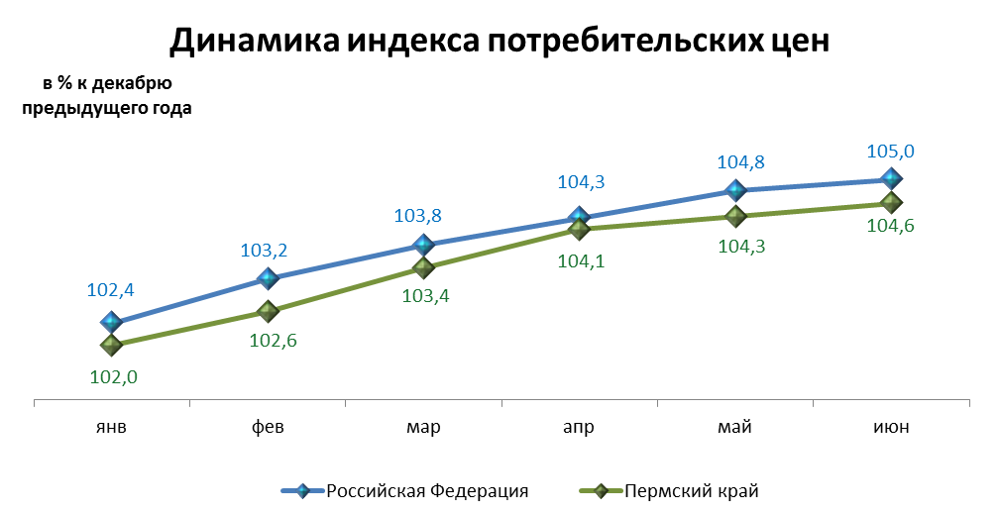 Динамика индекса потребительских цен
в % к декабрю
предыдущего года
105,0
104,8
104,3
103,8
103,2
102,4
104,6
104,3
104,1
103,4
102,6
102,0
янв фев мар апр май июн
Российская Федерация Пермский край